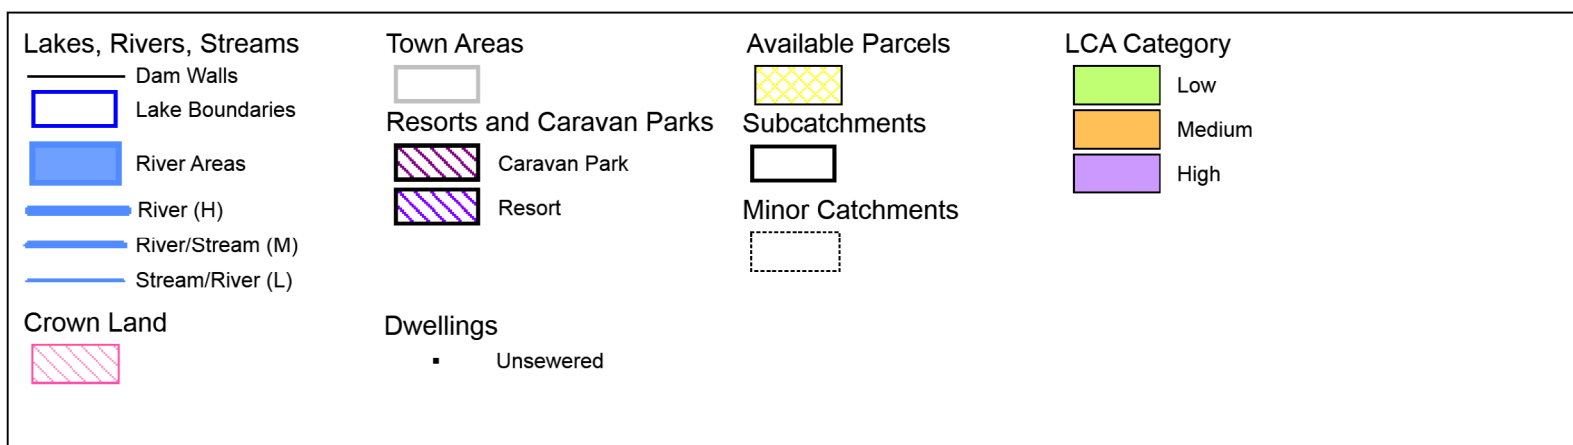 Lakes, Rivers, Streams
Dam Walls
Lake Boundaries
River Areas
River (H)
River/Stream (M)
Stream/River (L)
Crown Land
Town Areas
Resorts and Caravan Parks
Caravan Park
Resort
Dwellings
Unsewered
Available Parcels
Subcatchments
Minor Catchments
LCA Category
Low
Medium
High